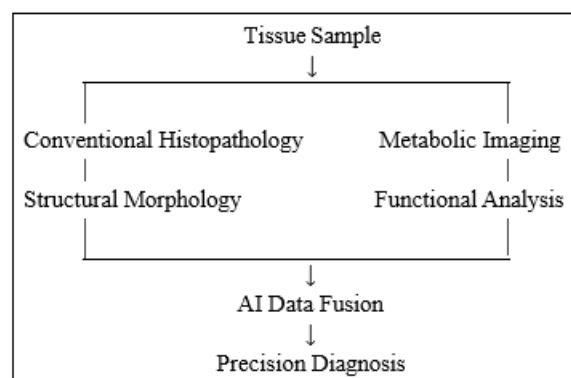 Tissue Sample
↓
Conventional Histopathology Metabolic Imaging
Structural Morphology Functional Analysis
↓
AI Data Fusion
↓
Precision Diagnosis